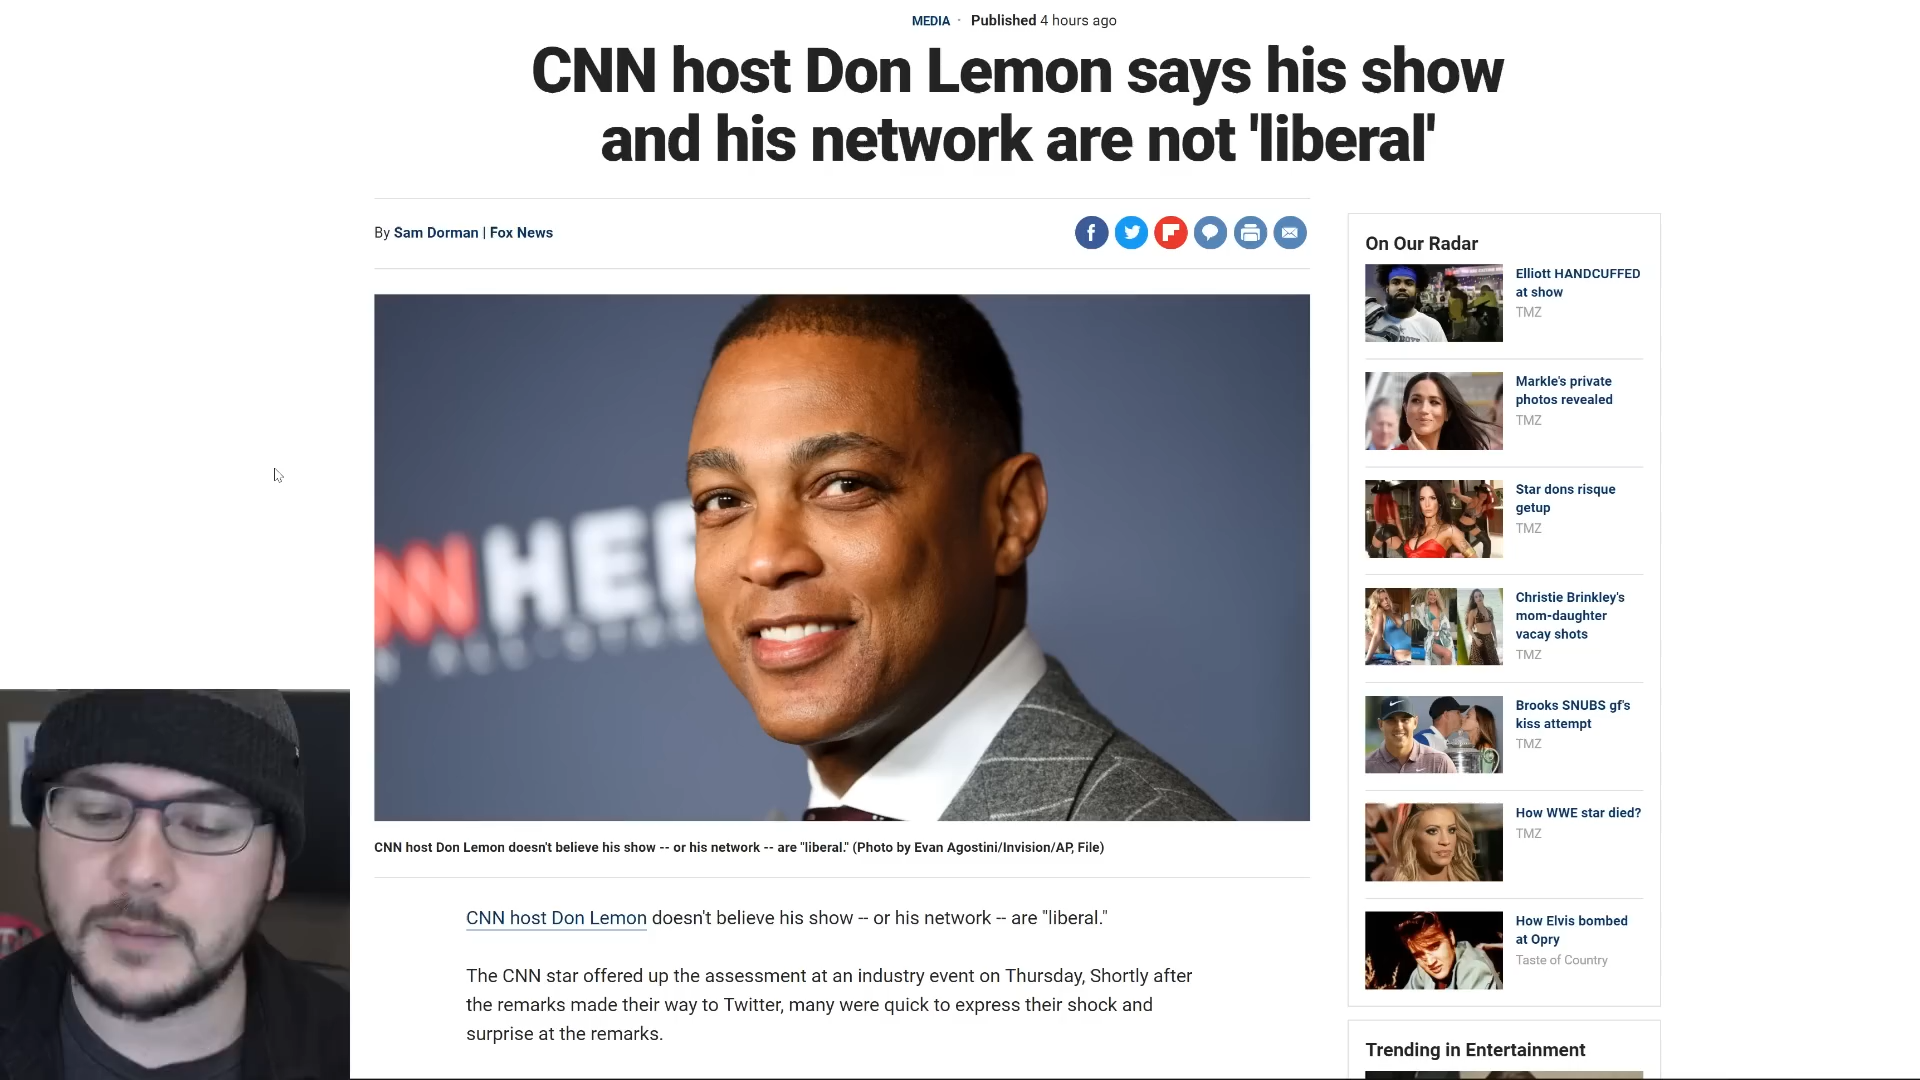 MEDIA · Published 4 hours ago
CNN host Don Lemon says his show
and his network are not 'liberal'
By Sam Dorman | Fox News
HER
CNN host Don Lemon doesn't believe his show -- or his network -- are "liberal." (Photo by Evan Agostini/Invision/AP, File)
CNN host Don Lemon doesn't believe his show -- or his network -- are "liberal."
The CNN star offered up the assessment at an industry event on Thursday, Shortly after
the remarks made their way to Twitter, many were quick to express their shock and
surprise at the remarks.
On Our Radar
Elliott HANDCUFFED
at show
TMZ
Markle's private
photos revealed
TMZ
Star dons risque
getup
TMZ
Christie Brinkley's
mom-daughter
vacay shots
TMZ
Brooks SNUBS gf's
kiss attempt
TMZ
How WWE star died?
TMZ
How Elvis bombed
at Opry
Taste of Country
Trending in Entertainment